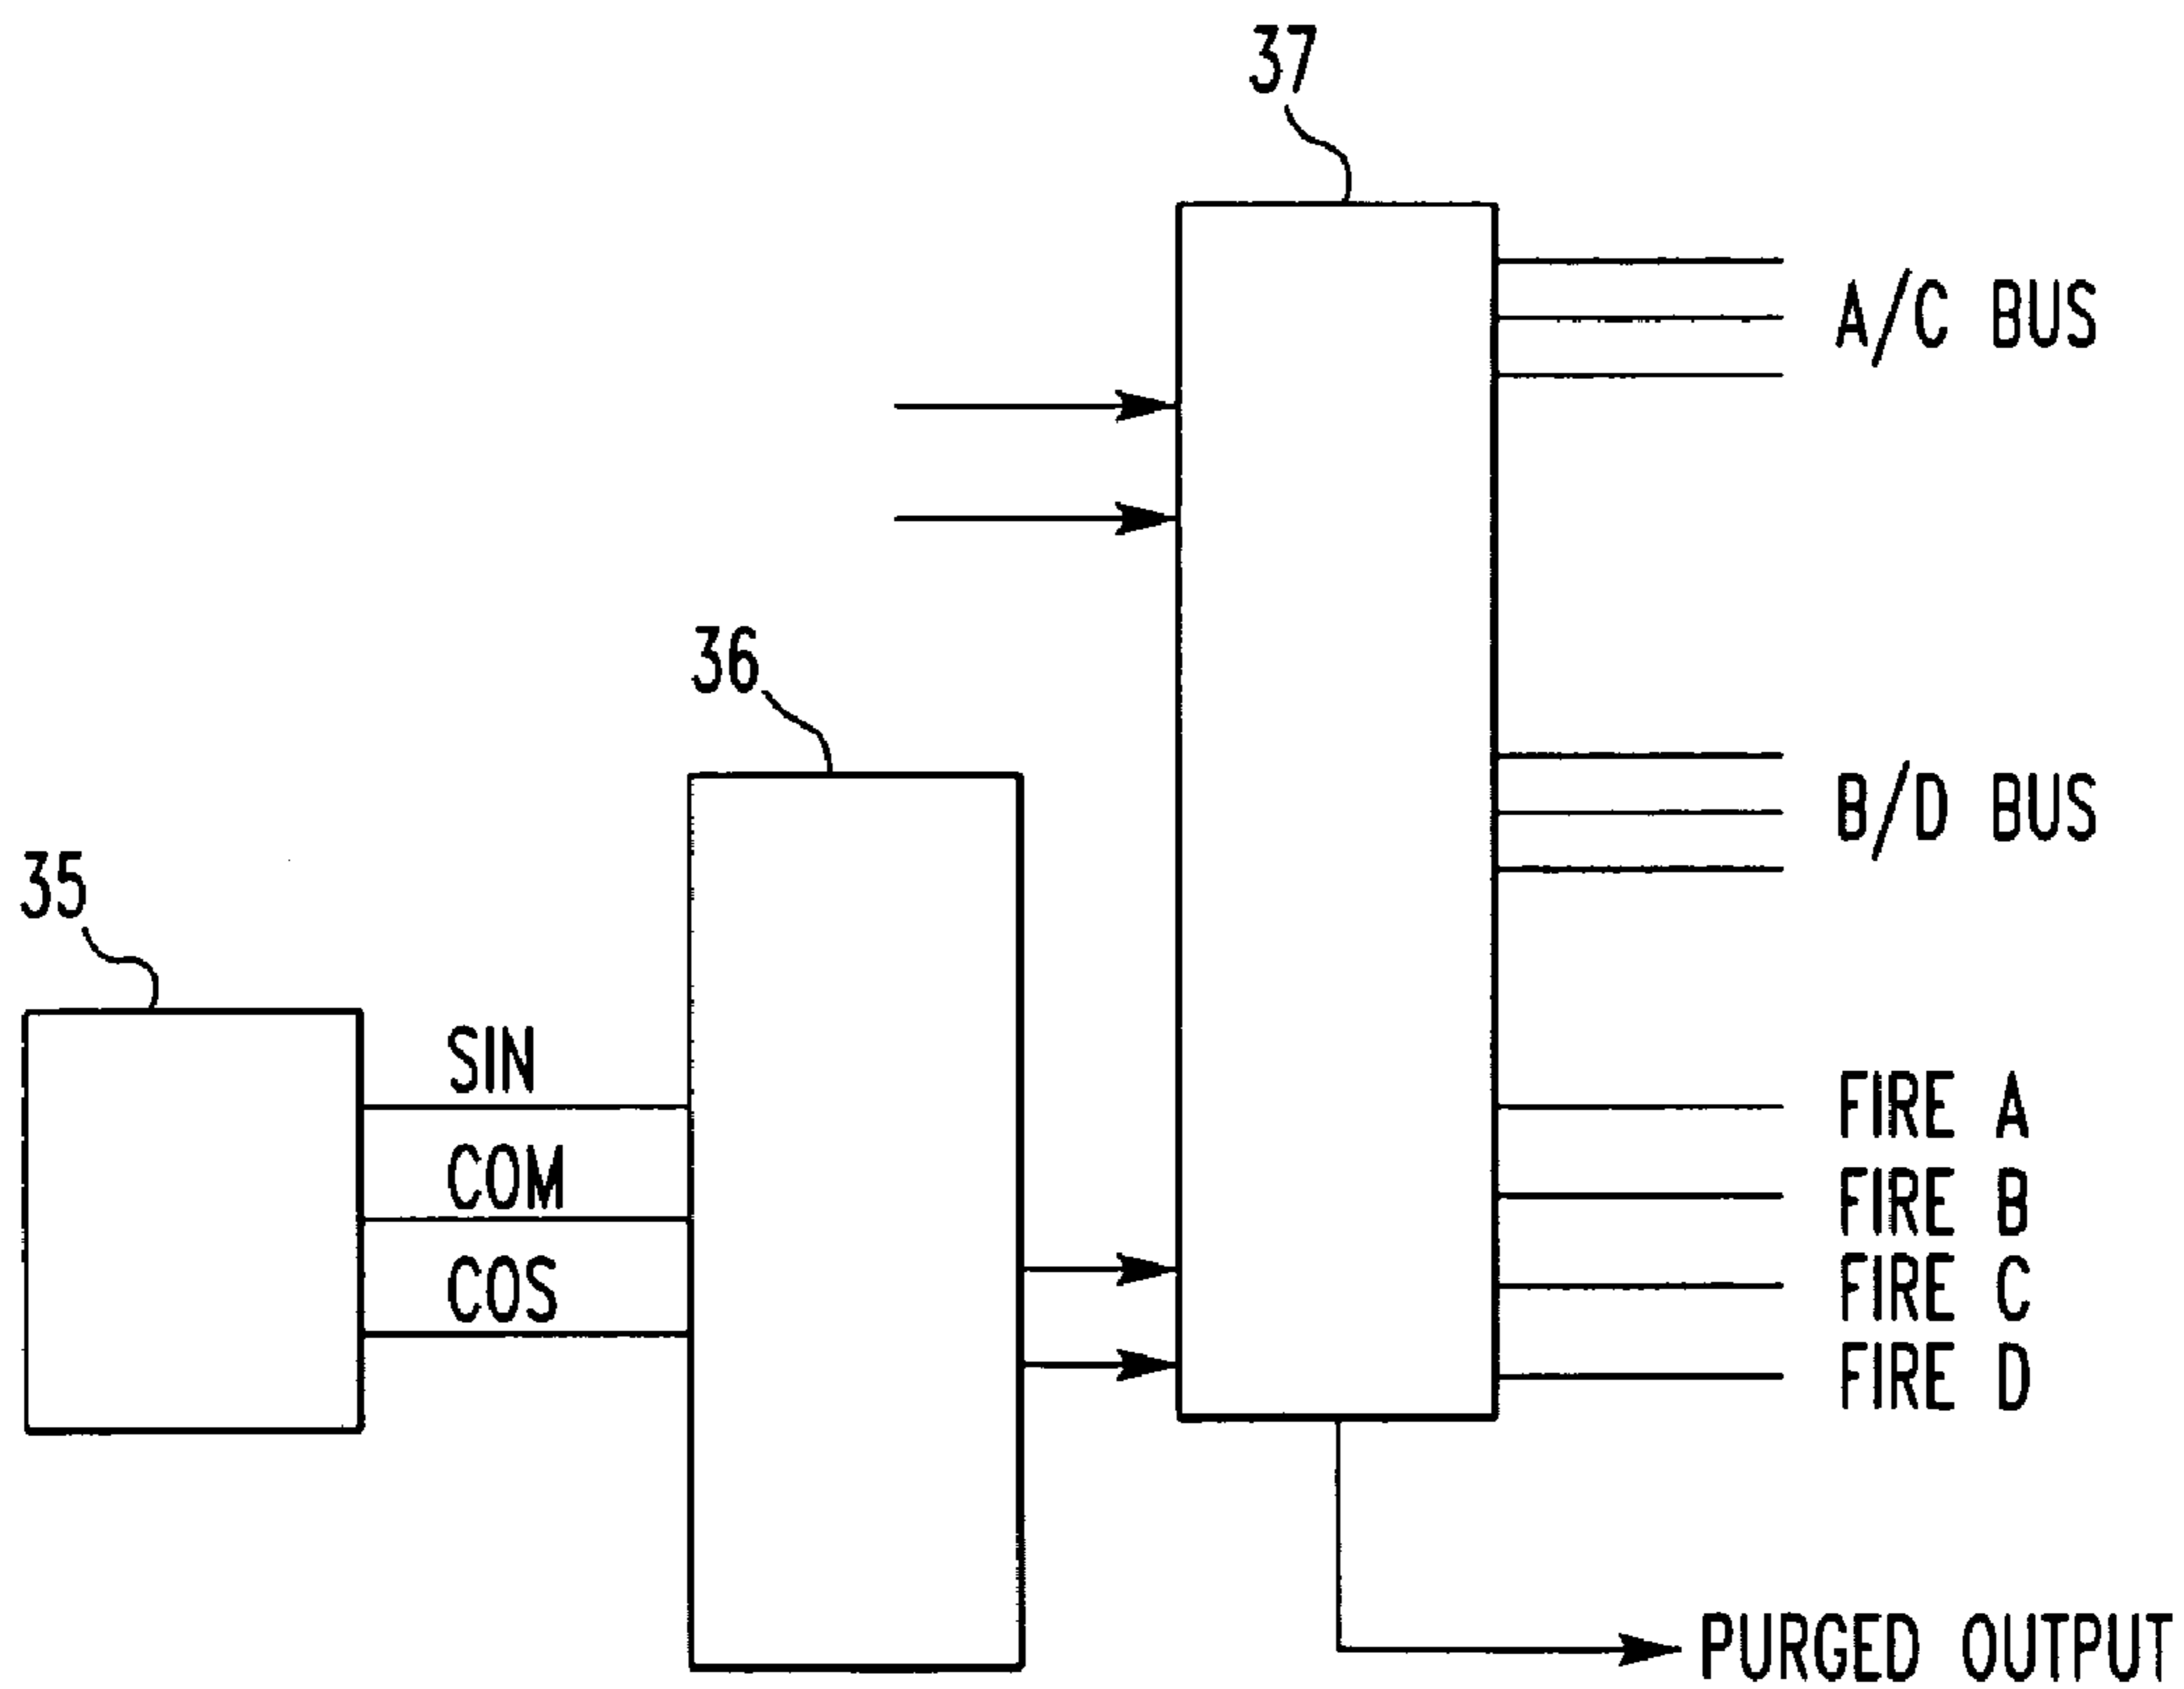 37
A/C BUS
36
B/D BUS
35
SIN
COM
COS
FIRE A
FIRE B
FIRE C
FIRE D
PURGED OUTPUT